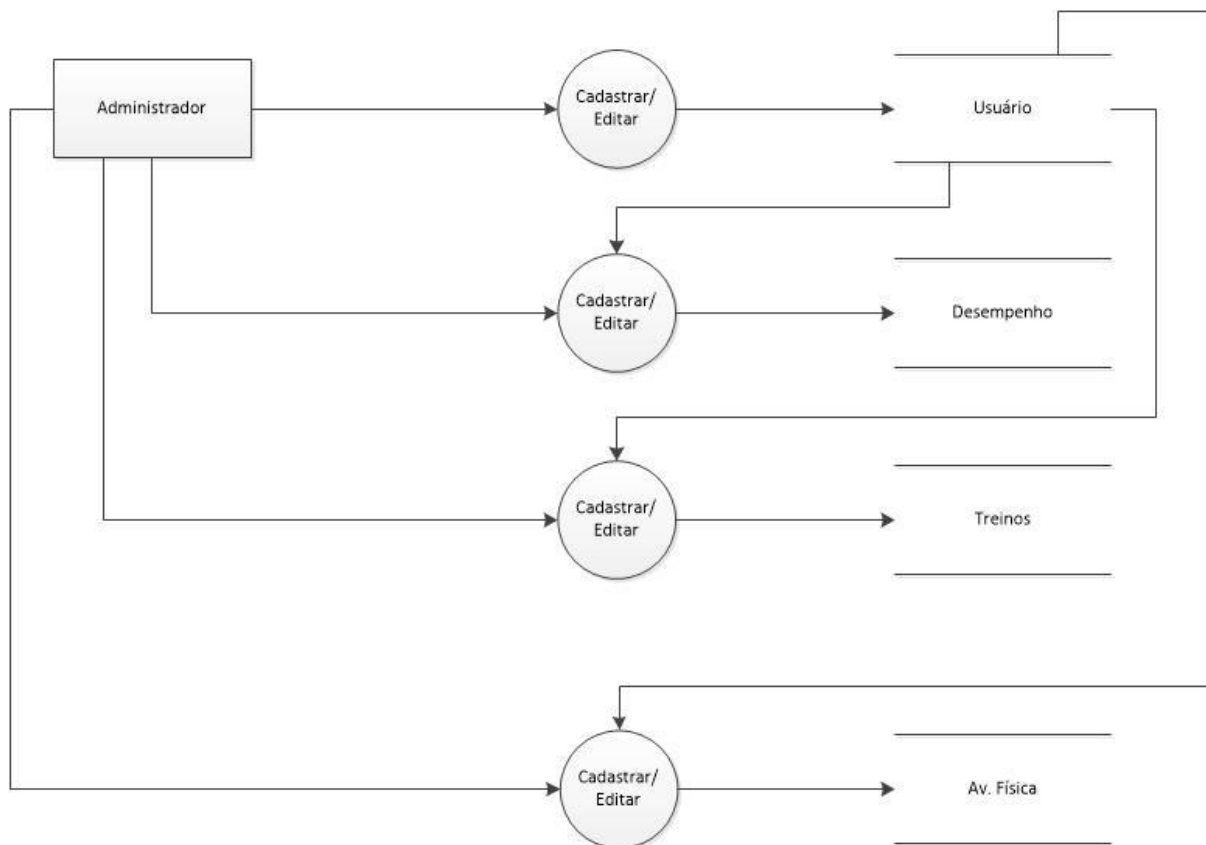 Administrador
Cadastrar/
Editar
Usuário
Cadastrar/
Editar
Desempenho
Cadastrar/
Editar
Treinos
Cadastrar/
Editar
Av. Física